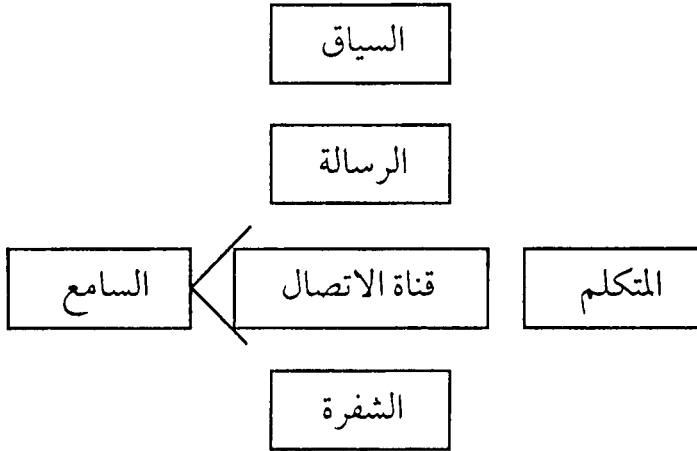 السياق
الرسالة
المتكلم قناة الاتصال السامع
الشفرة